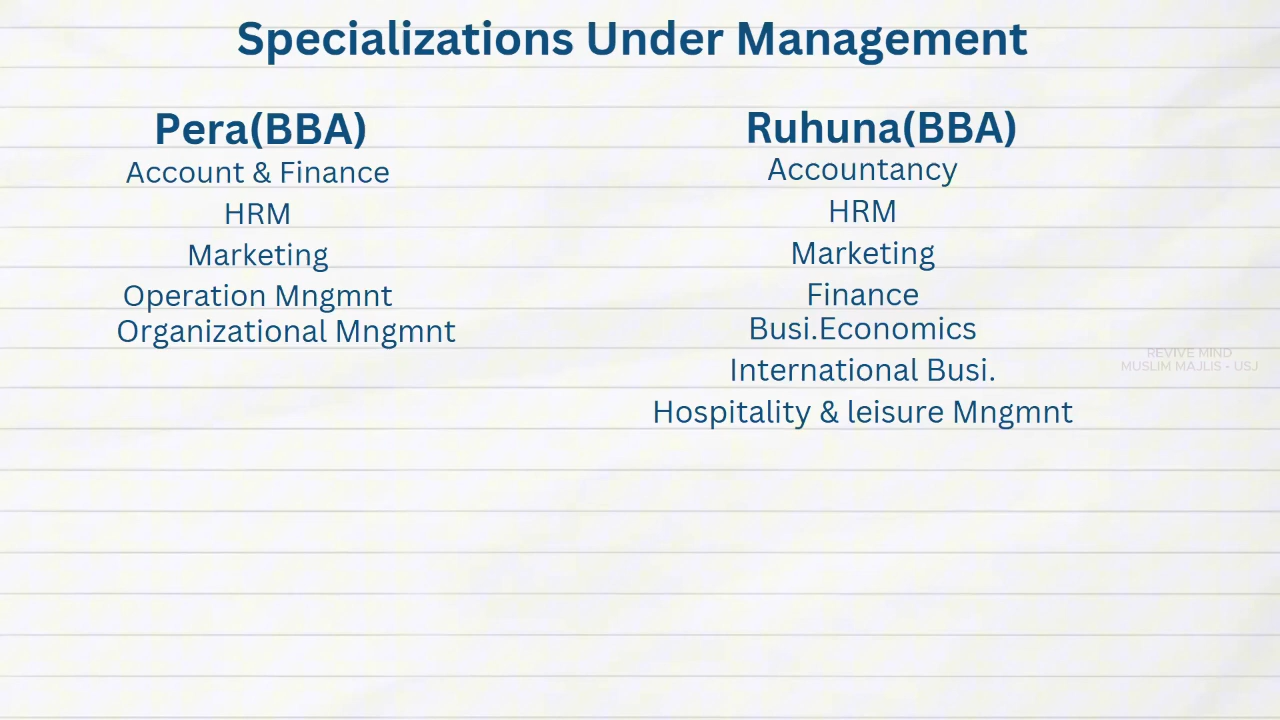 Specializations Under Management
Pera(BBA)
Account & Finance
HRM
Marketing
Operation Mngmnt
Organizational Mngmnt
Ruhuna(BBA)
Accountancy
HRM
Marketing
Finance
Busi.Economics
International Busi.
Hospitality & leisure Mngmnt
REVIVE MIND
MUSLIM MAJLIS - USJ